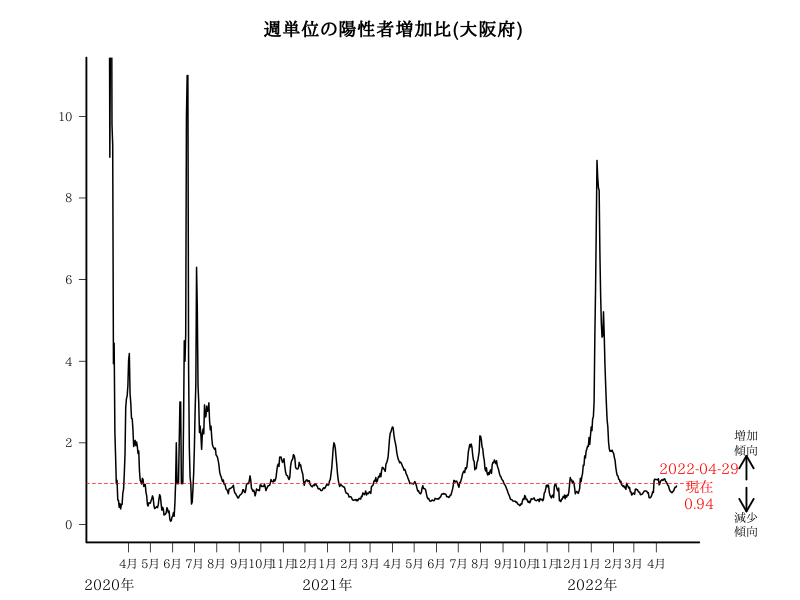 週単位の陽性者増加比(大阪府)
10
8
6
4
2
0
増加
傾向
2022-04-29
現在
0.94
減少
傾向
4月 5月 6月 7月 8月 9月 10月 11月 12月 1月 2月 3月 4月 5月 6月 7月 8月 9月 10月 11月 12月 1月 2月 3月 4月
2020年 2021年 2022年